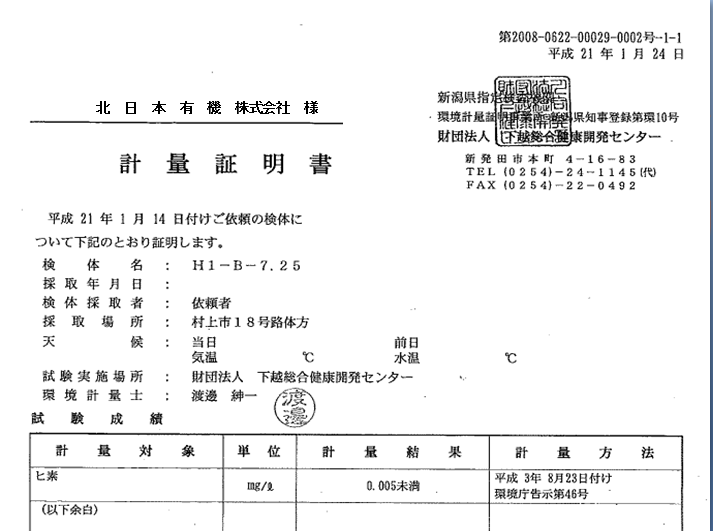 第2008-0622-00029-0002号-1-1
平成 21 年 1 月 24 日
北 日 本 有 機 株式会社 様
新潟県指定検査機関
環境計量証明事業所 新潟県知事登録第環10号
財団法人 下越総合健康開発センター
計 量 証 明 書
新発田市本町 4-16-83
TEL (0254)-24-1145(代)
FAX (0254)-22-0492
平成 21 年 1 月 14 日付けご依頼の検体に
ついて下記のとおり証明します。
検 体 名 : H1-B-7.25
採 取 年 月 日 :
検 体 採 取 者 : 依頼者
採 取 場 所 : 村上市18号路体方
天 候 : 当日 前日
気温 ℃ 水温 ℃
試験実施場所 : 財団法人 下越総合健康開発センター
環 境 計 量 士 : 渡邉 紳一
試 験 成 績
計 量 対 象 単 位 計 量 結 果 計 量 方 法
ヒ素 mg/ℓ 0.005未満 平成 3年 8月23日付け
環境庁告示第46号
(以下余白)